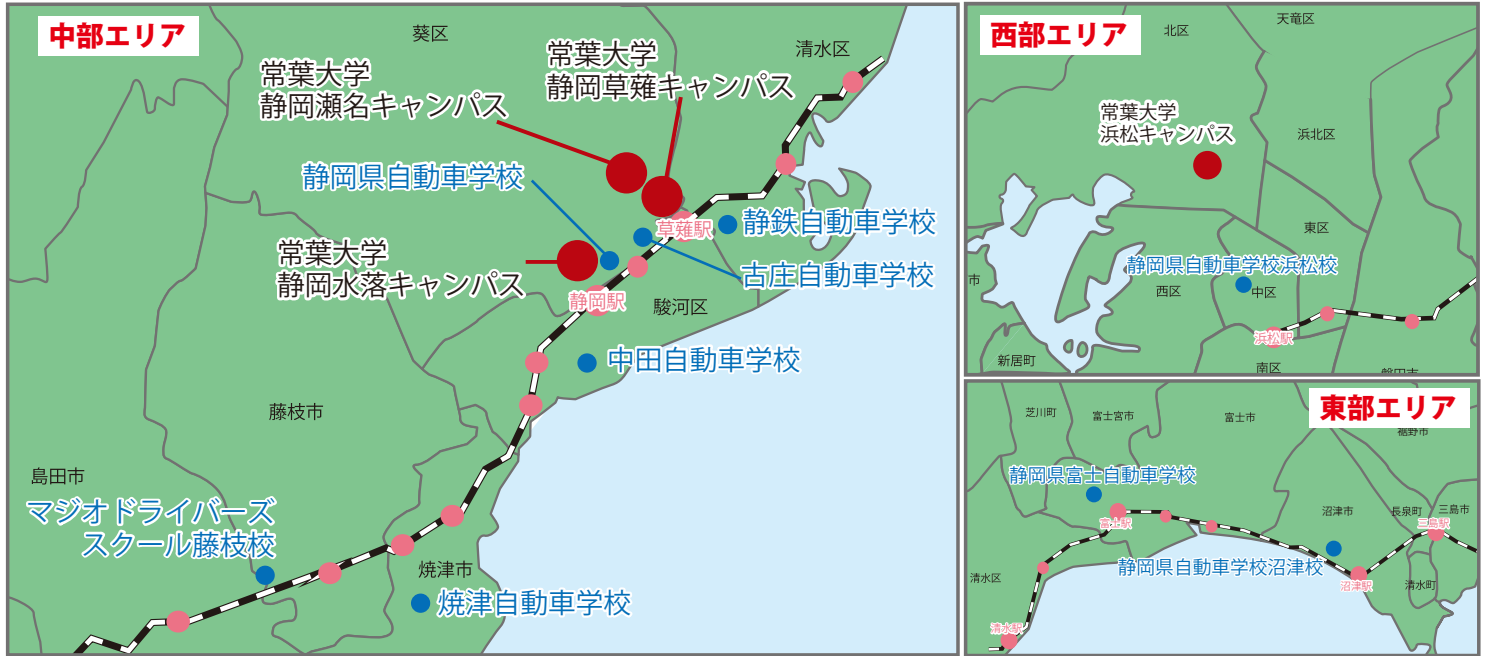 中部エリア
葵区
清水区
常葉大学
静岡瀬名キャンパス
常葉大学
静岡草薙キャンパス
静岡県自動車学校
草薙駅
静鉄自動車学校
常葉大学
静岡水落キャンパス
古庄自動車学校
静岡駅
駿河区
中田自動車学校
藤枝市
島田市
マジオドライバーズ
スクール藤枝校
焼津市
焼津自動車学校
西部エリア
北区
天竜区
常葉大学
浜松キャンパス
浜北区
東区
静岡県自動車学校浜松校
市
西区
中区
浜松駅
新居町
南区
磐田市
東部エリア
芝川町
富士宮市
富士市
裾野市
静岡県富士自動車学校
富士駅
沼津市
長泉町
三島市
三島駅
静岡県自動車学校沼津校
清水区
沼津駅
清水町
清水駅